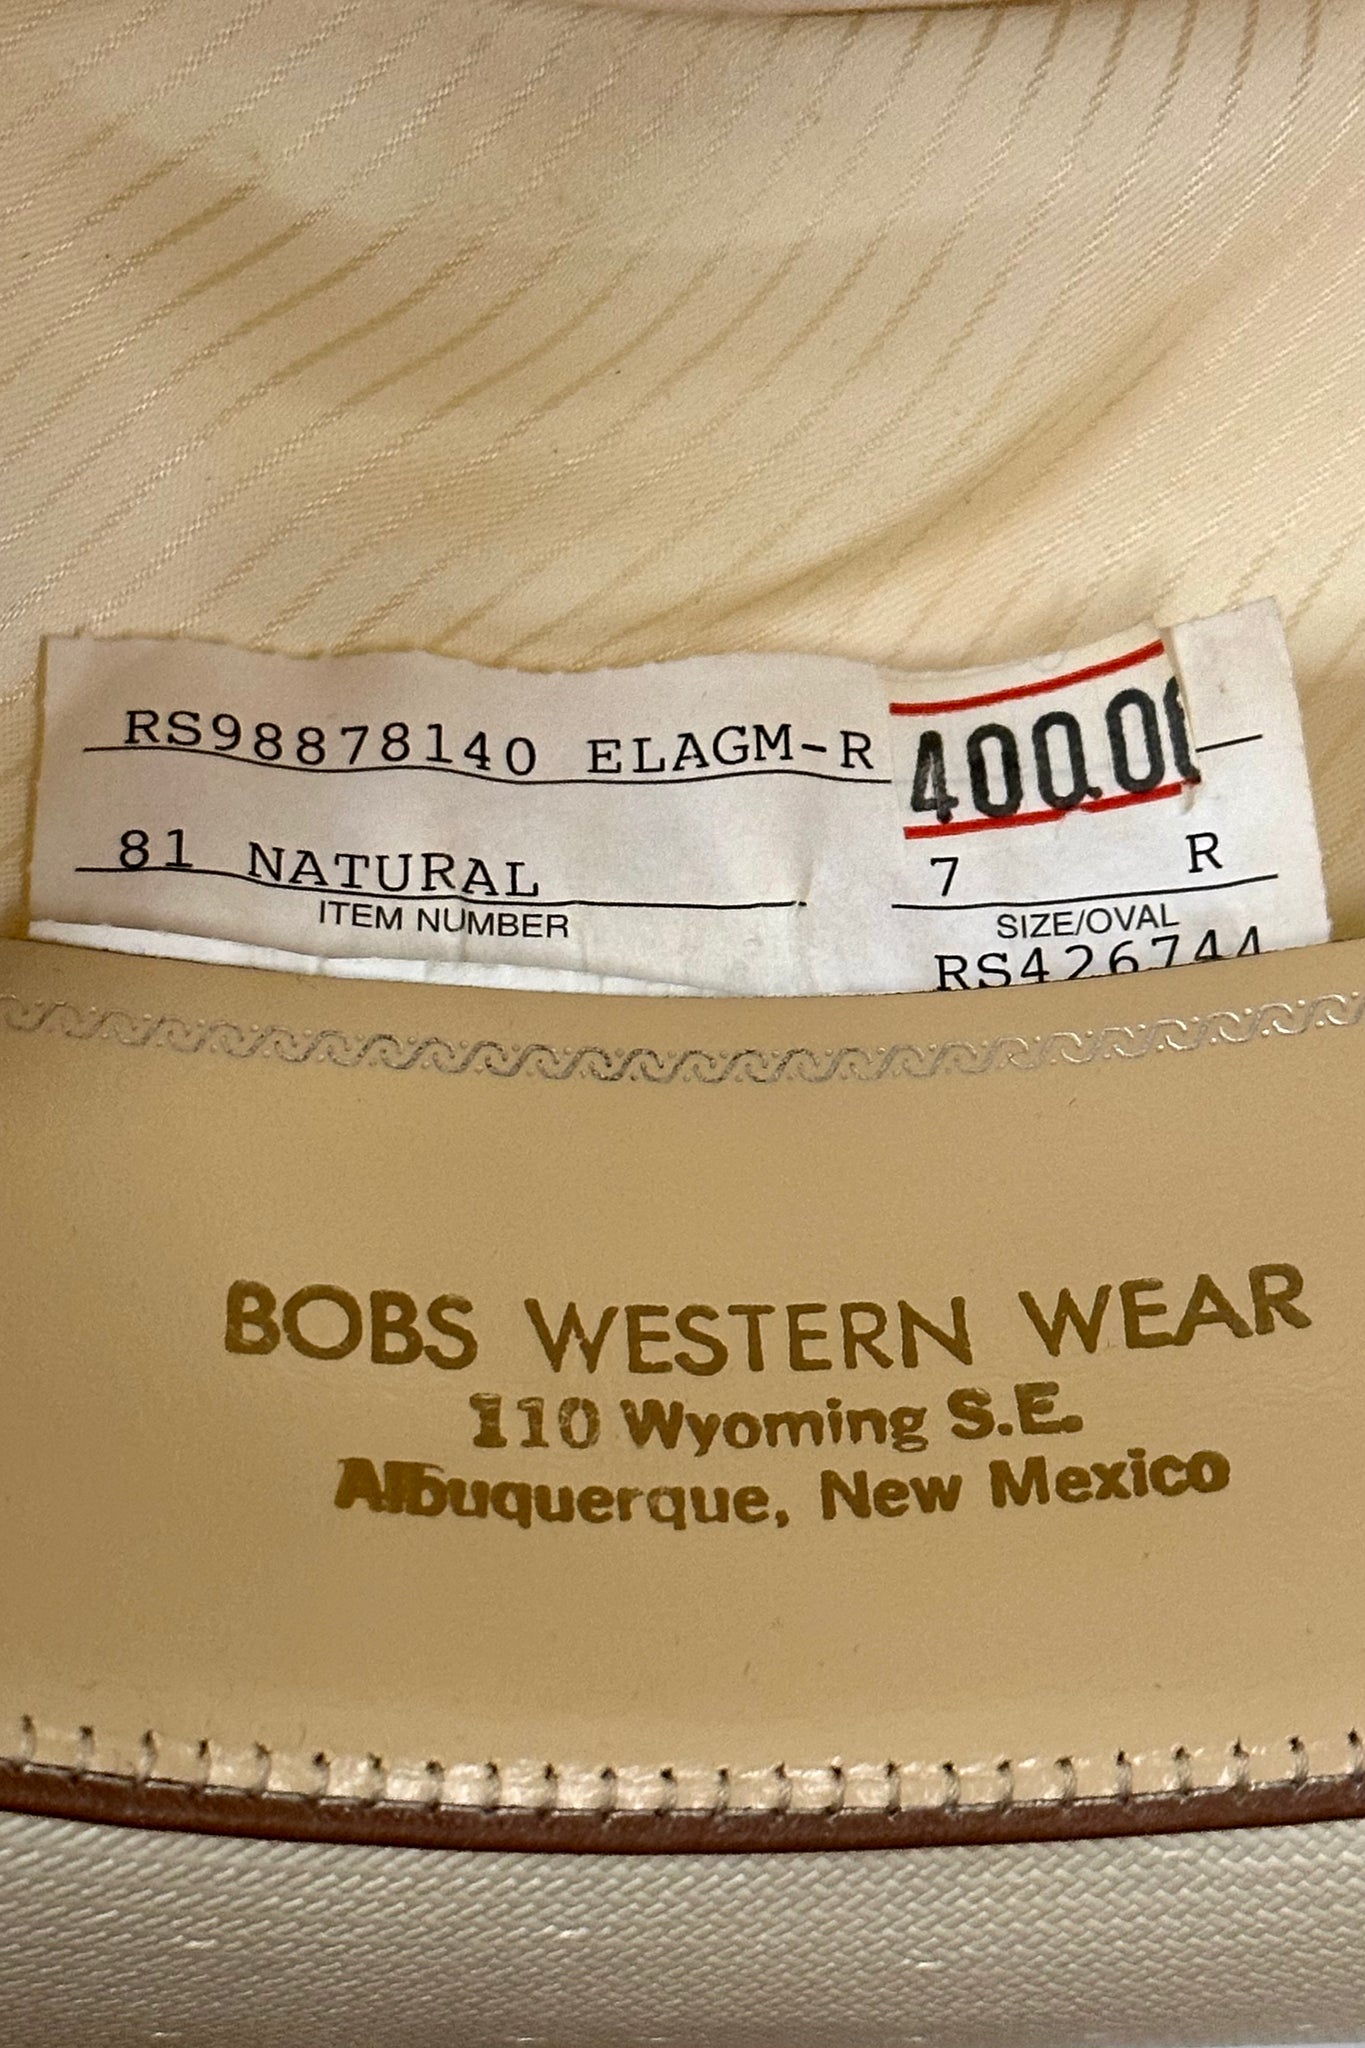 RS98878140 ELAGM-R
400.00
81 NATURAL
7 R
ITEM NUMBER
SIZE/OVAL
RS426744
BOBS WESTERN WEAR
110 Wyoming S.E.
Albuquerque, New Mexico